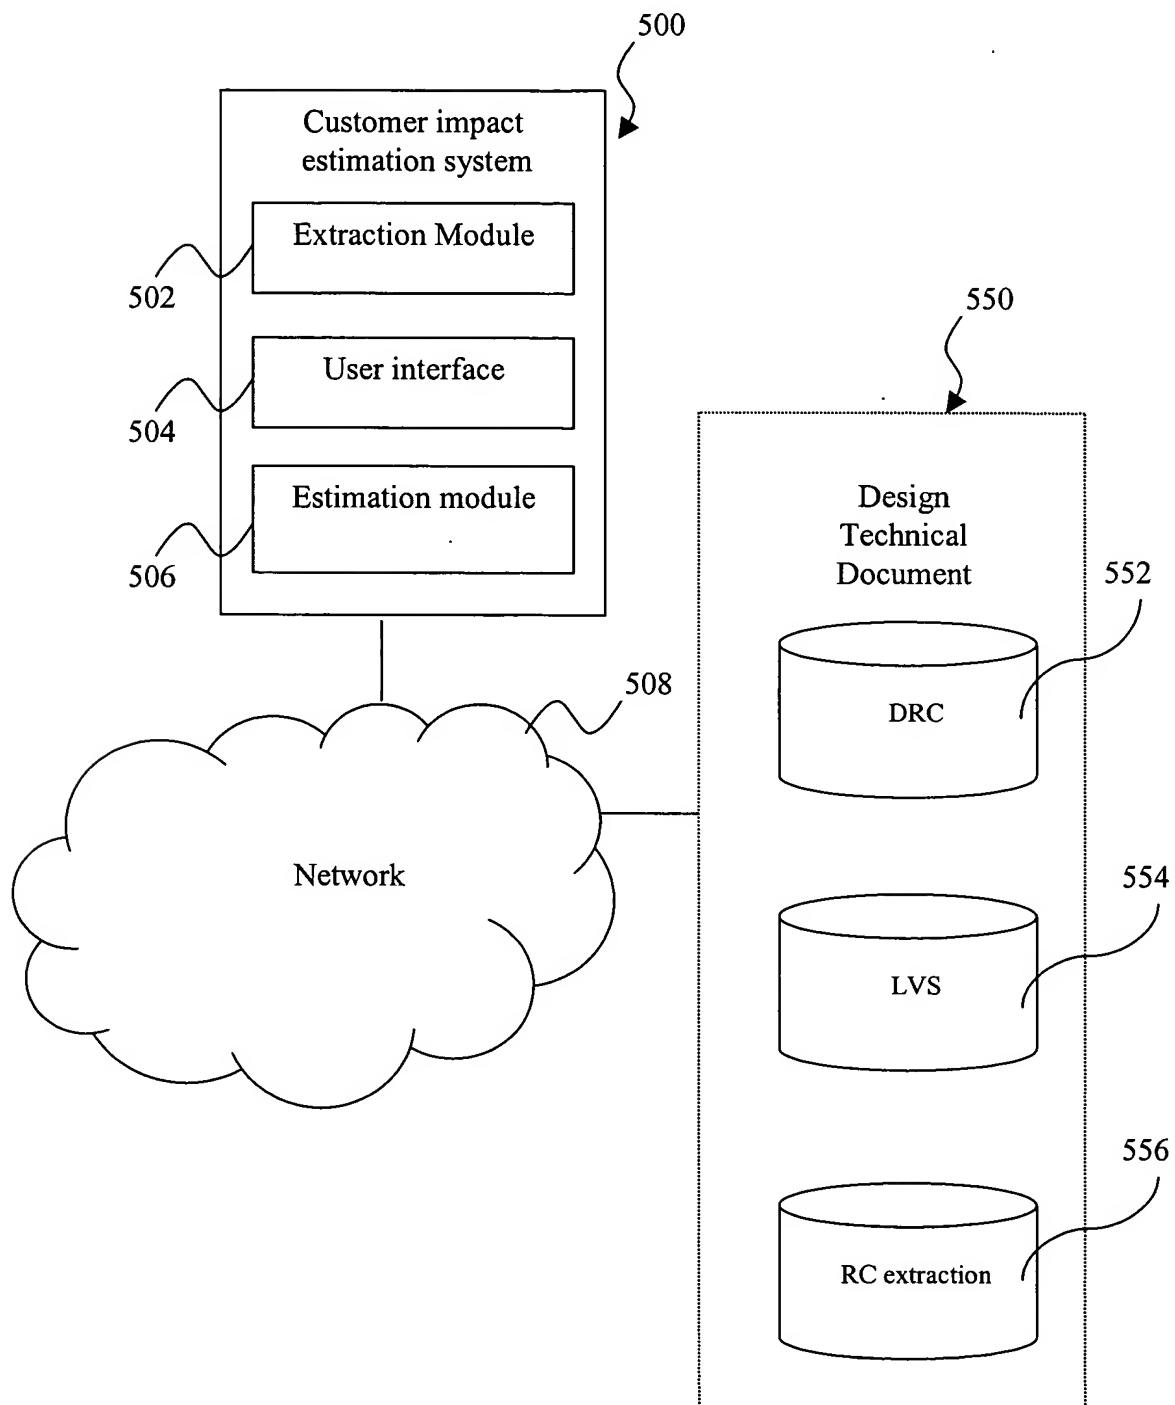 500
Customer impact
estimation system
Extraction Module
502
User interface
504
Estimation module
506
508
Network
550
Design
Technical
Document
552
DRC
554
LVS
556
RC extraction